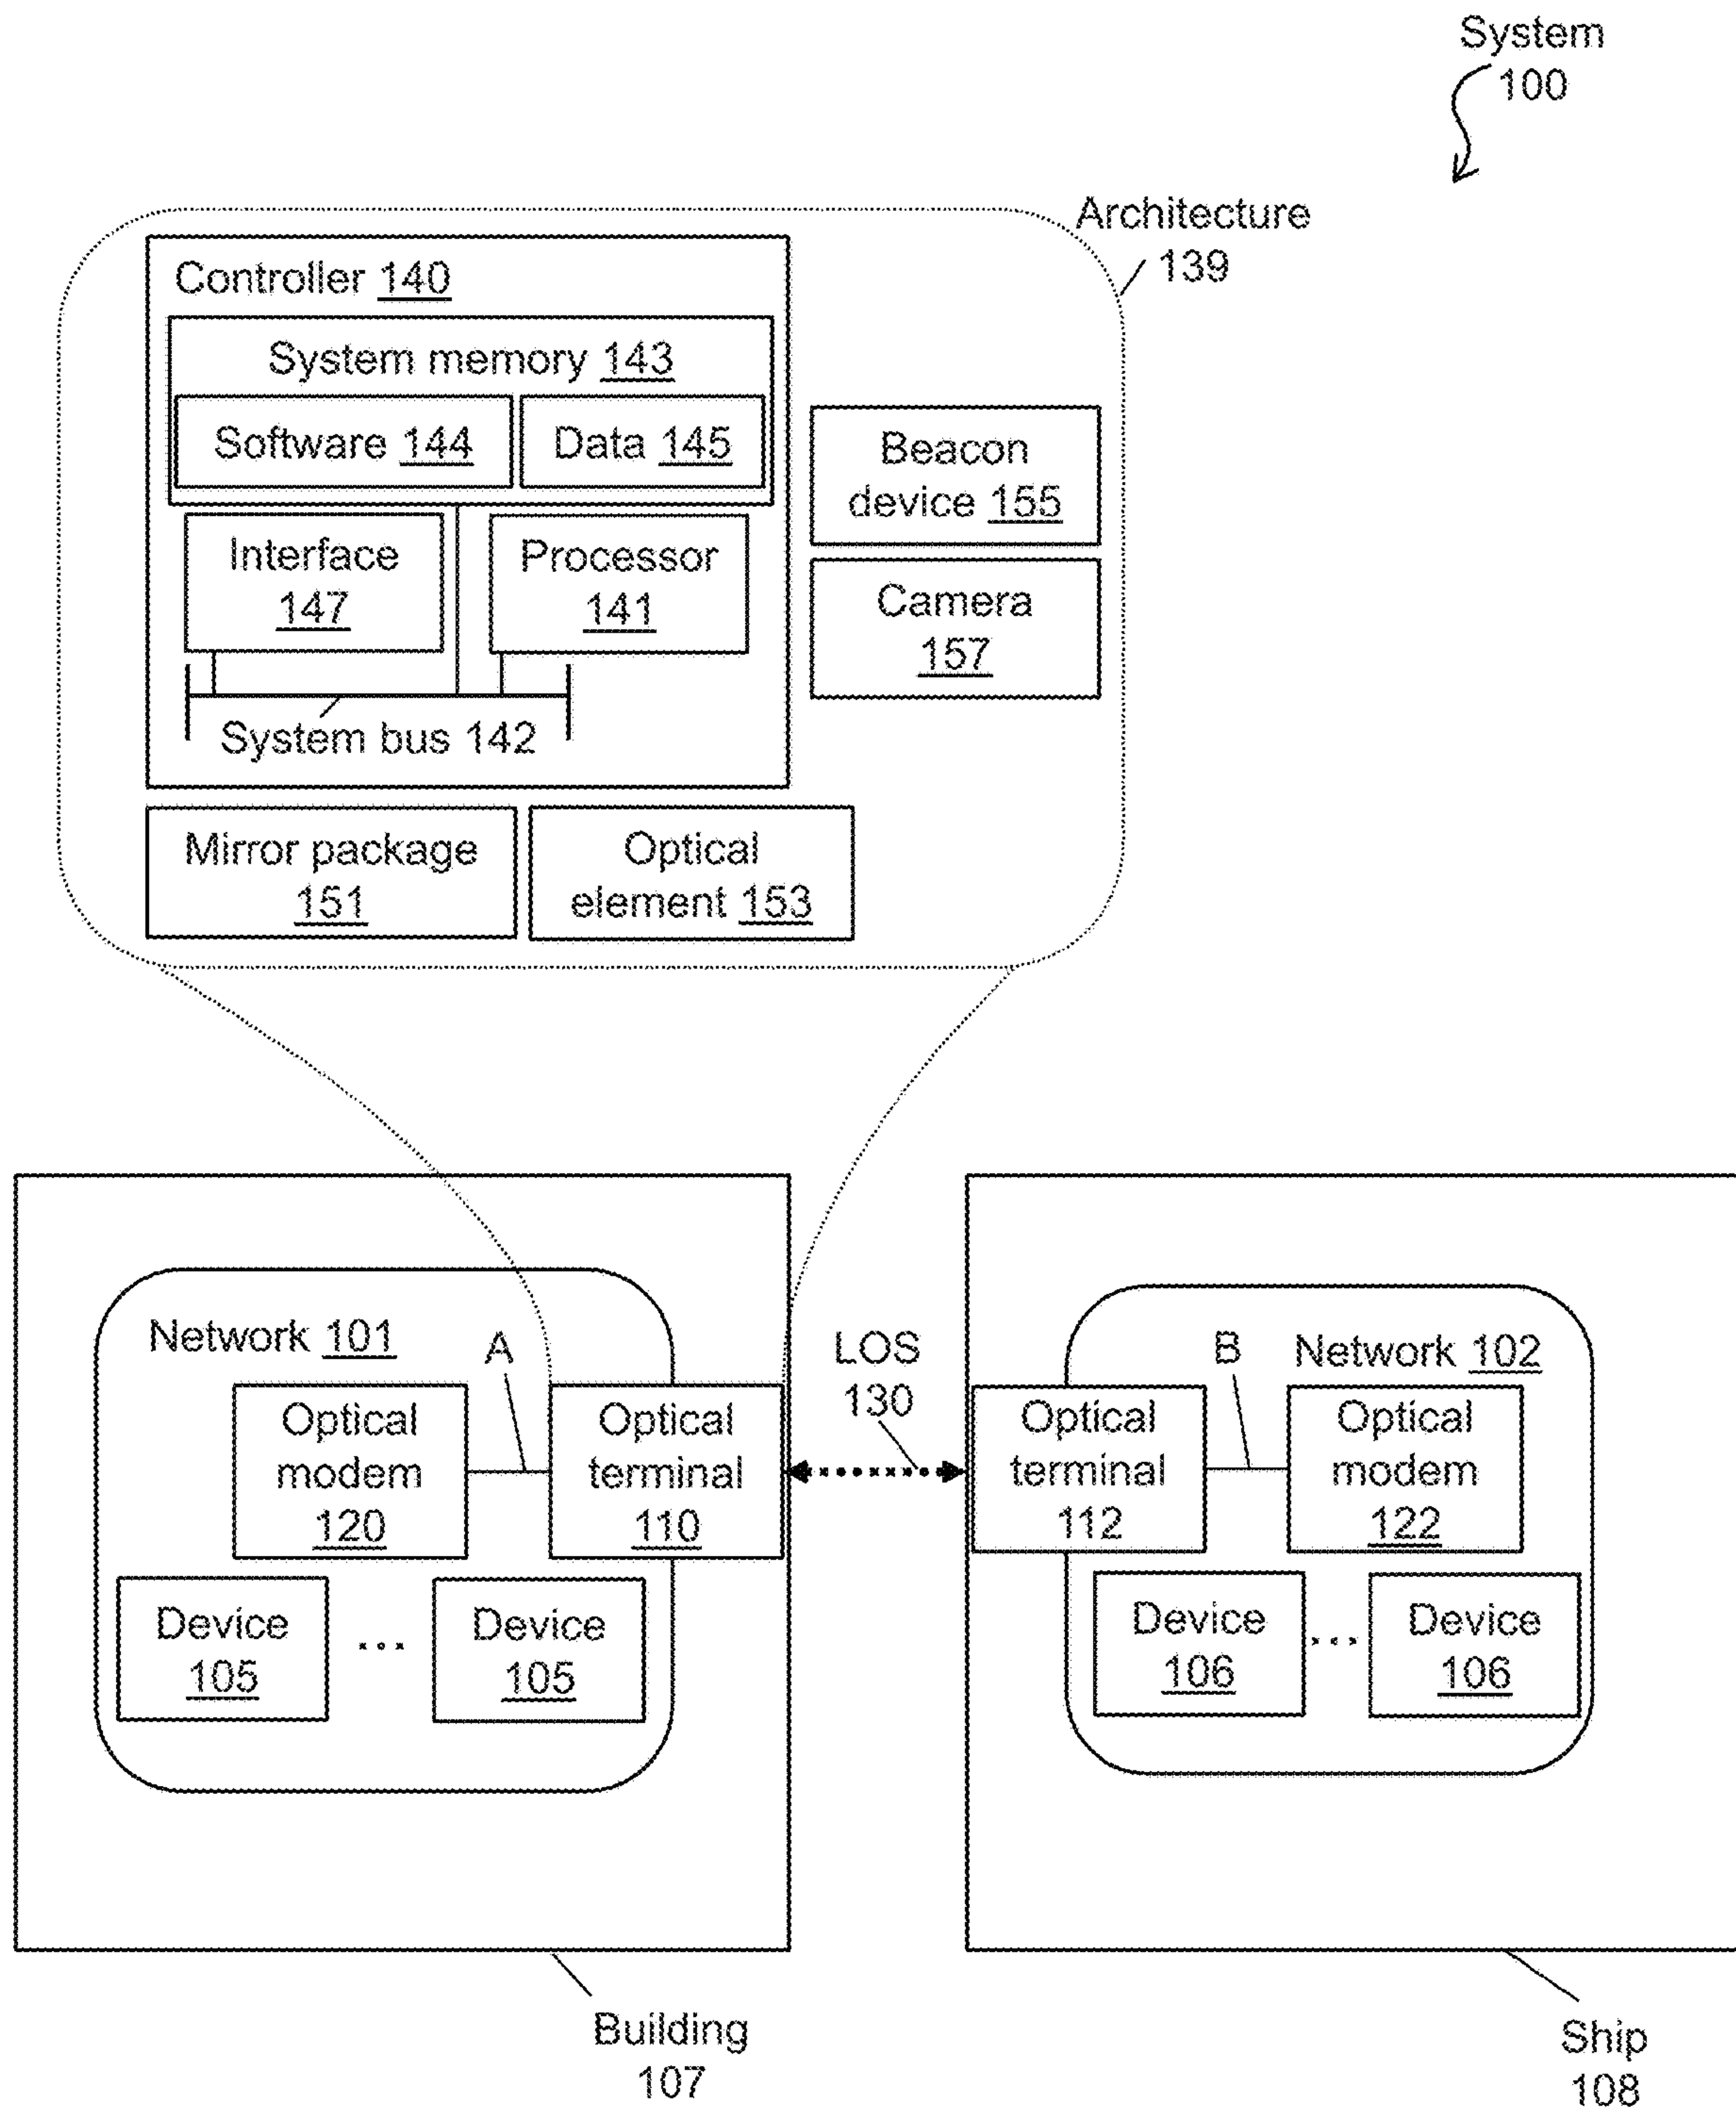 System
100
Architecture
139
Controller 140
System memory 143
Software 144
Data 145
Interface
147
Processor
141
System bus 142
Beacon
device 155
Camera
157
Mirror package
151
Optical
element 153
Network 101
A
Optical
modem
120
Optical
terminal
110
Device
105
...
Device
105
LOS
130
B
Network 102
Optical
terminal
112
Optical
modem
122
Device
106
...
Device
106
Building
107
Ship
108